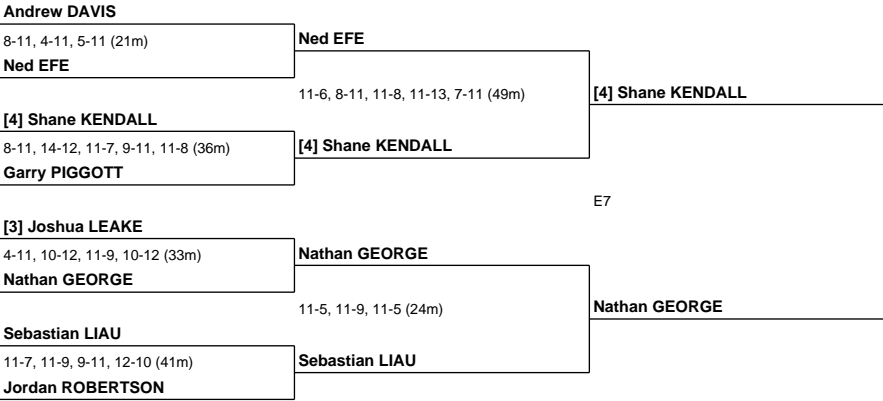 Andrew DAVIS
8-11, 4-11, 5-11 (21m)
Ned EFE
Ned EFE
11-6, 8-11, 11-8, 11-13, 7-11 (49m)
[4] Shane KENDALL
[4] Shane KENDALL
8-11, 14-12, 11-7, 9-11, 11-8 (36m)
[4] Shane KENDALL
Garry PIGGOTT
E7
[3] Joshua LEAKE
4-11, 10-12, 11-9, 10-12 (33m)
Nathan GEORGE
Nathan GEORGE
11-5, 11-9, 11-5 (24m)
Nathan GEORGE
Sebastian LIAU
11-7, 11-9, 9-11, 12-10 (41m)
Sebastian LIAU
Jordan ROBERTSON